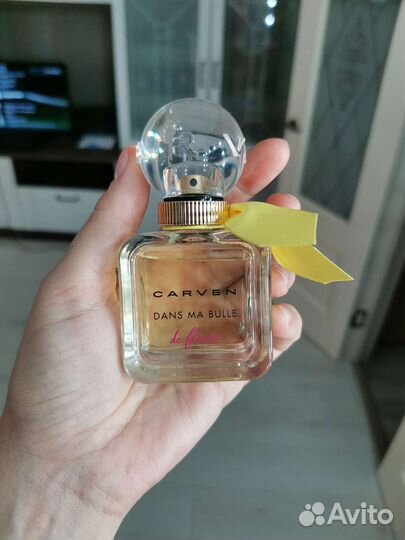 CARVEN
DANS MA BULLE
de fleurs
Avito